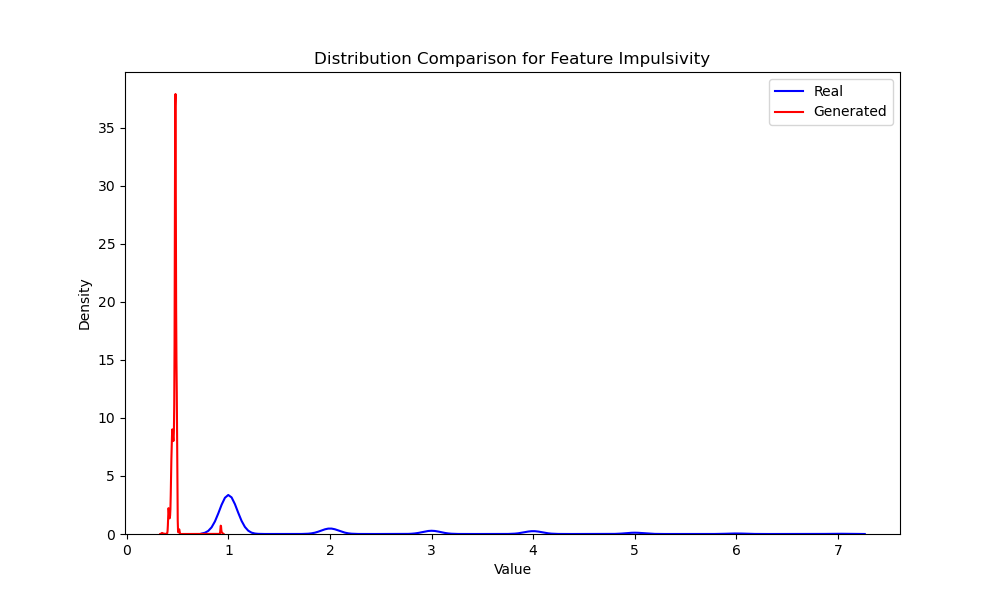 Distribution Comparison for Feature Impulsivity
Real
Generated
35
30
25
20
15
10
5
0
Density
0 1 2 3 4 5 6 7
Value